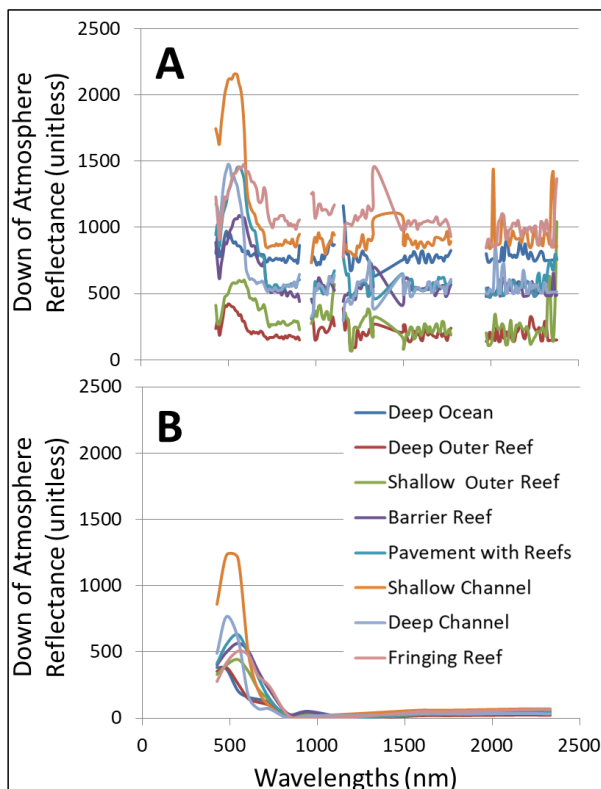 2500
A
2000
1500
1000
500
0
Down of Atmosphere
Reflectance (unitless)
2500
B
2000
1500
1000
500
0
Down of Atmosphere
Reflectance (unitless)
Deep Ocean
Deep Outer Reef
Shallow Outer Reef
Barrier Reef
Pavement with Reefs
Shallow Channel
Deep Channel
Fringing Reef
0 500 1000 1500 2000 2500
Wavelengths (nm)